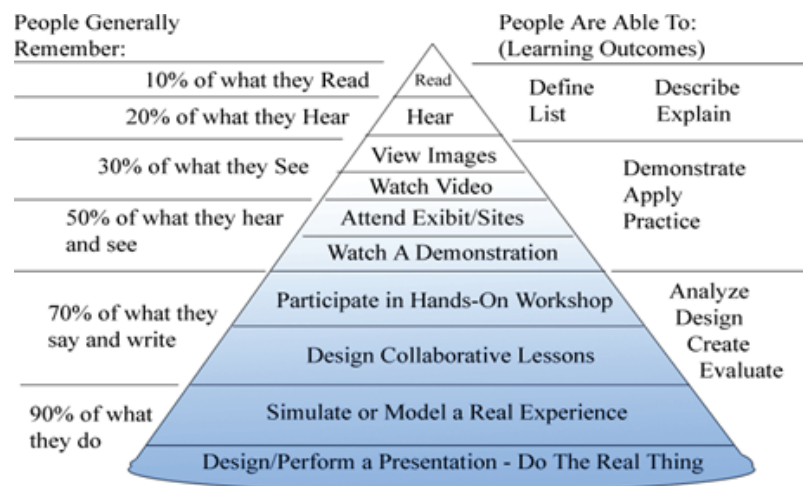 People Generally
Remember:
10% of what they Read
20% of what they Hear
30% of what they See
50% of what they hear
and see
70% of what they
say and write
90% of what
they do
Read
Hear
View Images
Watch Video
Attend Exibit/Sites
Watch A Demonstration
Participate in Hands-On Workshop
Design Collaborative Lessons
Simulate or Model a Real Experience
Design/Perform a Presentation - Do The Real Thing
People Are Able To:
(Learning Outcomes)
Define Describe
List Explain
Demonstrate
Apply
Practice
Analyze
Design
Create
Evaluate